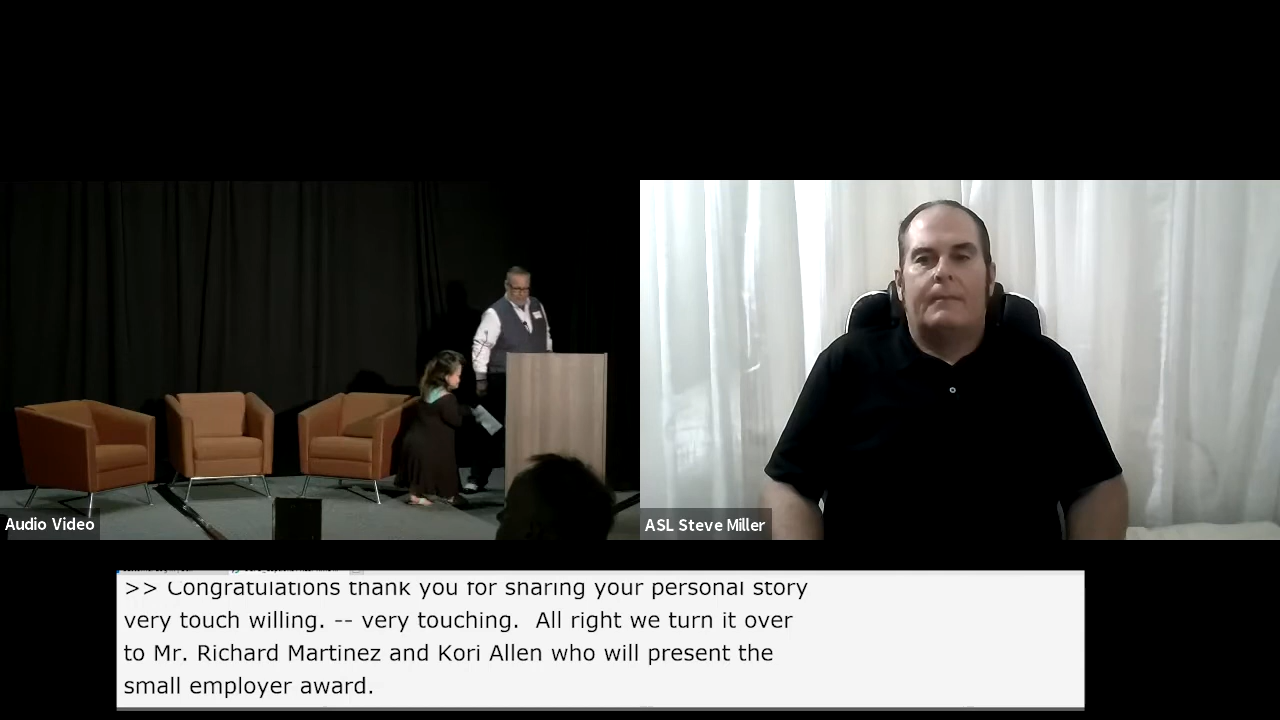 Audio Video
ASL Steve Miller
>> Congratulations thank you for sharing your personal story
very touch willing. -- very touching.  All right we turn it over
to Mr. Richard Martinez and Kori Allen who will present the
small employer award.